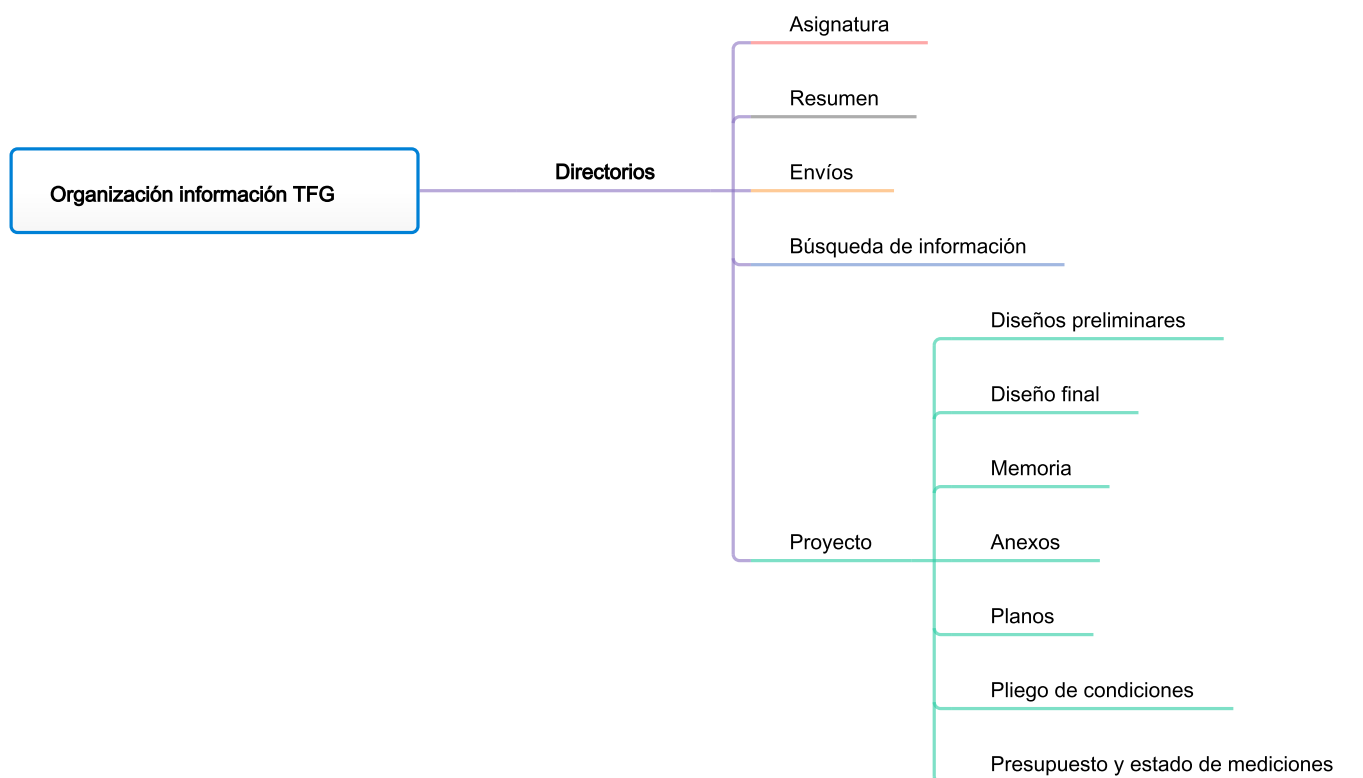 Organización información TFG
Directorios
Asignatura
Resumen
Envíos
Búsqueda de información
Proyecto
Diseños preliminares
Diseño final
Memoria
Anexos
Planos
Pliego de condiciones
Presupuesto y estado de mediciones